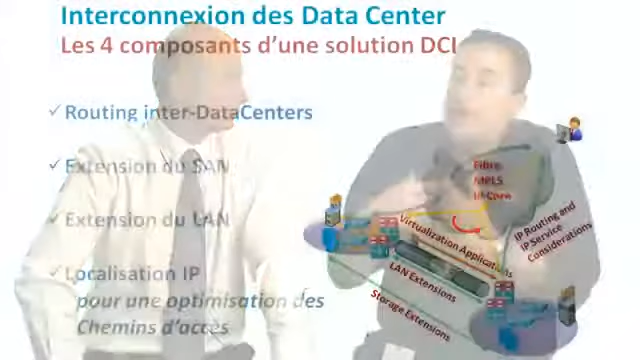 Interconnexion des Data Center
Les 4 composants d'une solution DCI
✓Routing inter-DataCenters
✓Extension du SAN
✓Extension du LAN
✓Localisation IP
pour une optimisation des
Chemins d'accès
Fibre
MPLS
IP Core
Virtualization Applications
IP Routing and
IP Service
Considerations
LAN Extensions
Storage Extensions